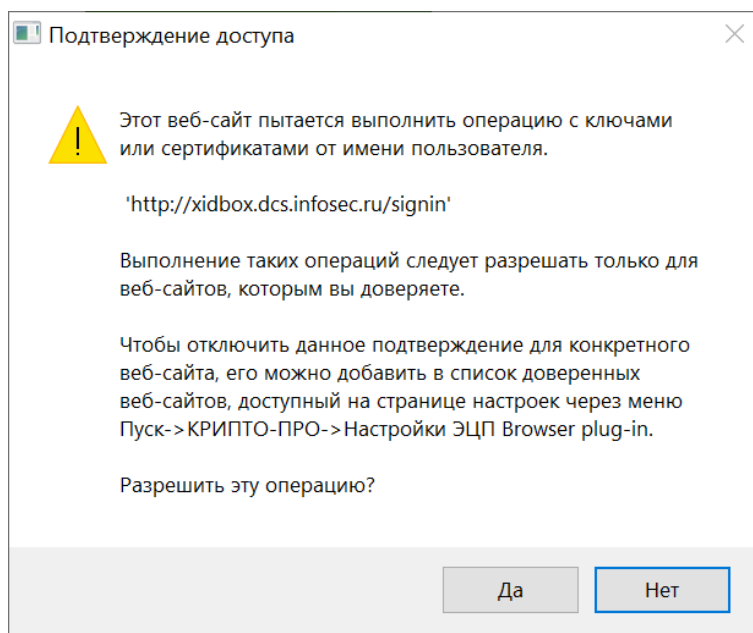 Подтверждение доступа
Этот веб-сайт пытается выполнить операцию с ключами
или сертификатами от имени пользователя.
'http://xidbox.dcs.infosec.ru/signin'
Выполнение таких операций следует разрешать только для
веб-сайтов, которым вы доверяете.
Чтобы отключить данное подтверждение для конкретного
веб-сайта, его можно добавить в список доверенных
веб-сайтов, доступный на странице настроек через меню
Пуск->КРИПТО-ПРО->Настройки ЭЦП Browser plug-in.
Разрешить эту операцию?
Да
Нет